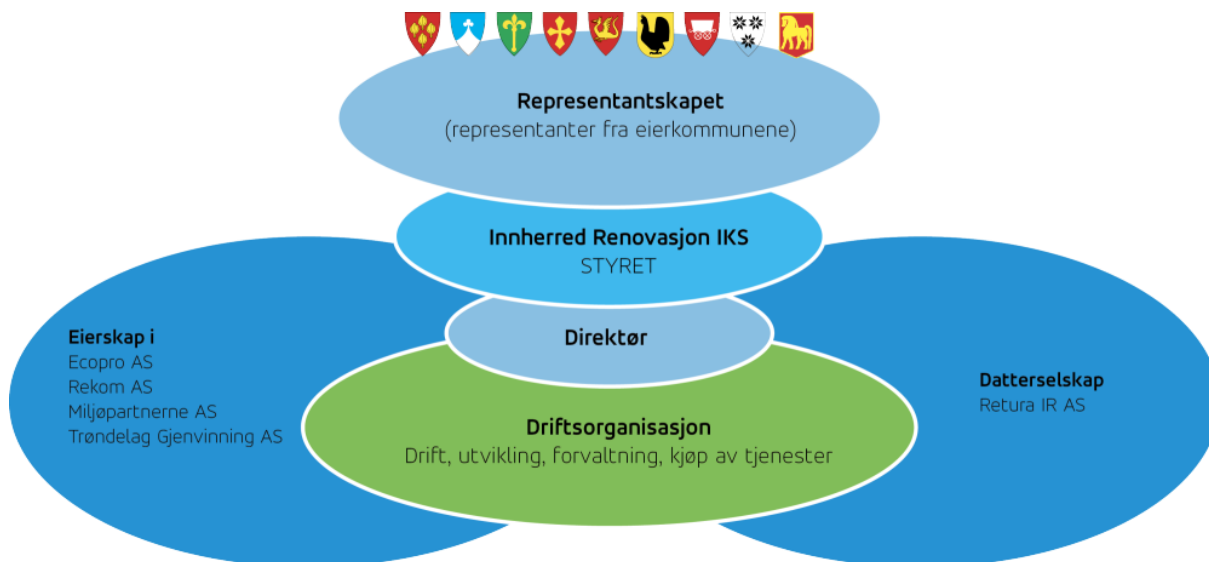 Representantskapet
(representanter fra eierkommunene)
Innherred Renovasjon IKS
STYRET
Direktør
Eierskap i
Ecopro AS
Rekom AS
Miljøpartnerne AS
Trøndelag Gjenvinning AS
Driftsorganisasjon
Drift, utvikling, forvaltning, kjøp av tjenester
Datterselskap
Retura IR AS